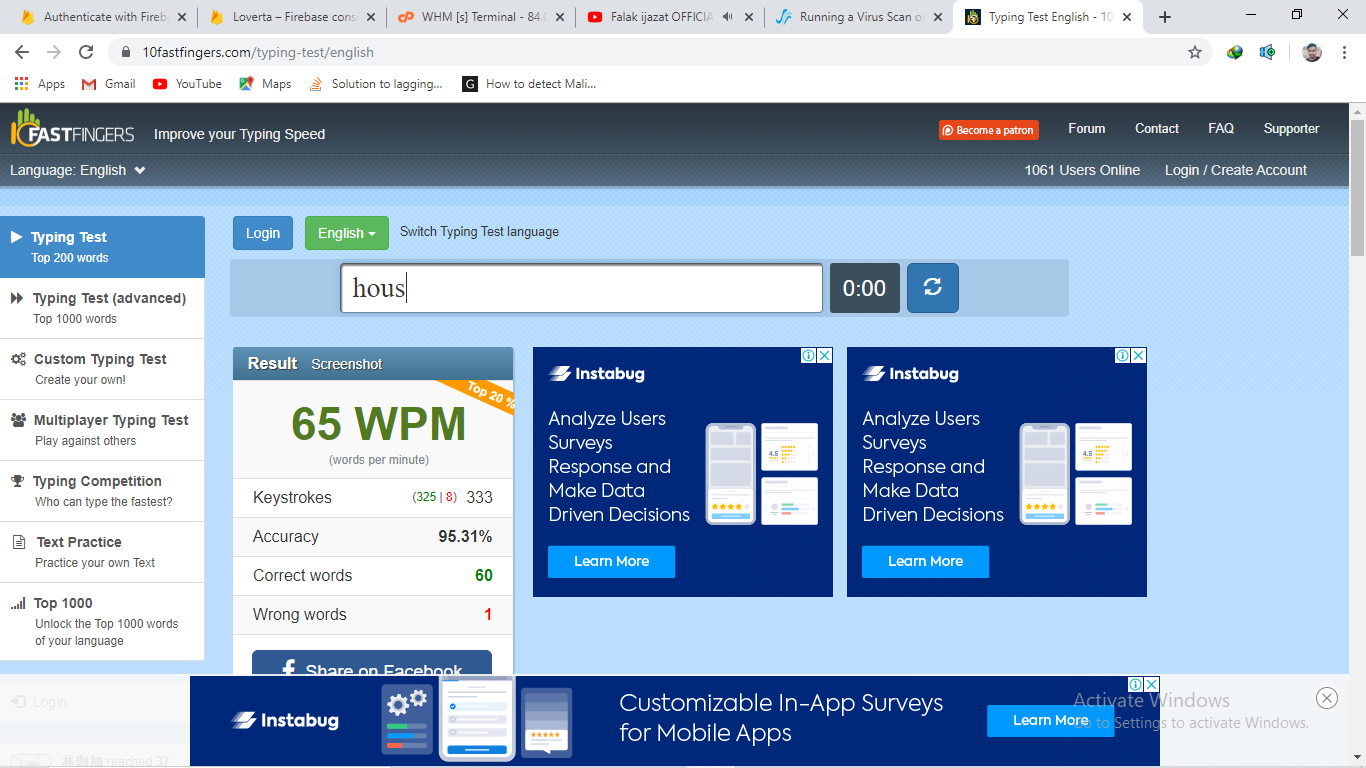 Authenticate with Fireb
Loverta – Firebase cons
WHM [s] Terminal - 84.0
Falak ijazat OFFICIA
Running a Virus Scan on
Typing Test English - 10
10fastfingers.com/typing-test/english
Apps
Gmail
YouTube
Maps
Solution to lagging...
How to detect Mali...
FASTFINGERS
Improve your Typing Speed
Become a patron
Forum
Contact
FAQ
Supporter
Language: English
1061 Users Online
Login / Create Account
Typing Test
Top 200 words
Typing Test (advanced)
Top 1000 words
Custom Typing Test
Create your own!
Multiplayer Typing Test
Play against others
Typing Competition
Who can type the fastest?
Text Practice
Practice your own Text
Top 1000
Unlock the Top 1000 words
of your language
Login
English
Switch Typing Test language
hous
0:00
Result Screenshot
Top 20 %
65 WPM
(words per minute)
Keystrokes (325 | 8) 333
Accuracy 95.31%
Correct words 60
Wrong words 1
Share on Facebook
Instabug
Analyze Users
Surveys
Response and
Make Data
Driven Decisions
4.5
Learn More
Instabug
Analyze Users
Surveys
Response and
Make Data
Driven Decisions
4.5
Learn More
Login
reached 37
Instabug
Customizable In-App Surveys
for Mobile Apps
Learn More
Activate Windows
to Settings to activate Windows.